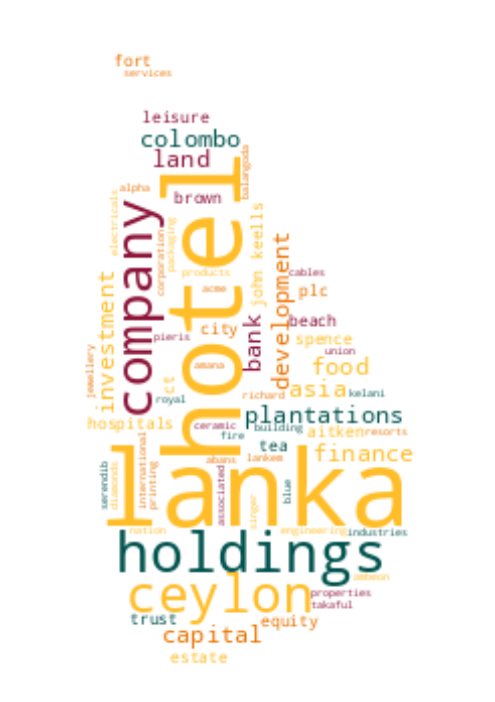 fort
services
leisure
colombo
land
balangoda
alpha
brown
hotel
company
electricals
corporation
packaging
john keells
products
acme
development
cables
plc
investment
city
bank
beach
pieris
spence
union
jewellery
amana
food
ct
royal
richard
asia
kelani
plantations
hospitals
ceramic
building
fire
aitken
resorts
tea
finance
abans
lankem
lanka
serendib
diamonds
international
printing
associated
singer
blue
nation
engineering
industries
holdings
ambeon
ceylon
properties
takaful
trust
equity
capital
estate